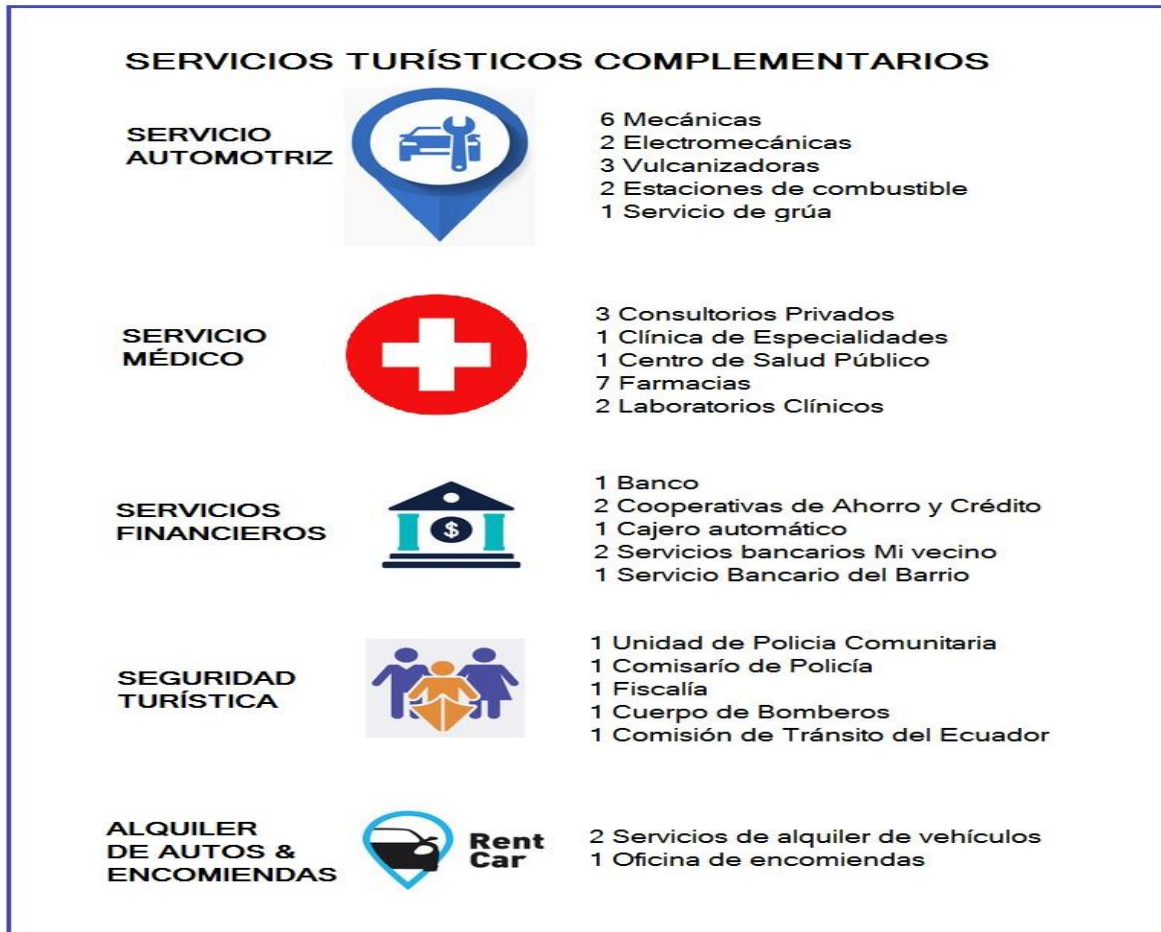 SERVICIOS TURÍSTICOS COMPLEMENTARIOS
SERVICIO
AUTOMOTRIZ
6 Mecánicas
2 Electromecánicas
3 Vulcanizadoras
2 Estaciones de combustible
1 Servicio de grúa
SERVICIO
MÉDICO
3 Consultorios Privados
1 Clínica de Especialidades
1 Centro de Salud Público
7 Farmacias
2 Laboratorios Clínicos
SERVICIOS
FINANCIEROS
$
1 Banco
2 Cooperativas de Ahorro y Crédito
1 Cajero automático
2 Servicios bancarios Mi vecino
1 Servicio Bancario del Barrio
SEGURIDAD
TURÍSTICA
1 Unidad de Policia Comunitaria
1 Comisarío de Policía
1 Fiscalía
1 Cuerpo de Bomberos
1 Comisión de Tránsito del Ecuador
ALQUILER
DE AUTOS &
ENCOMIENDAS
Rent
Car
2 Servicios de alquiler de vehículos
1 Oficina de encomiendas